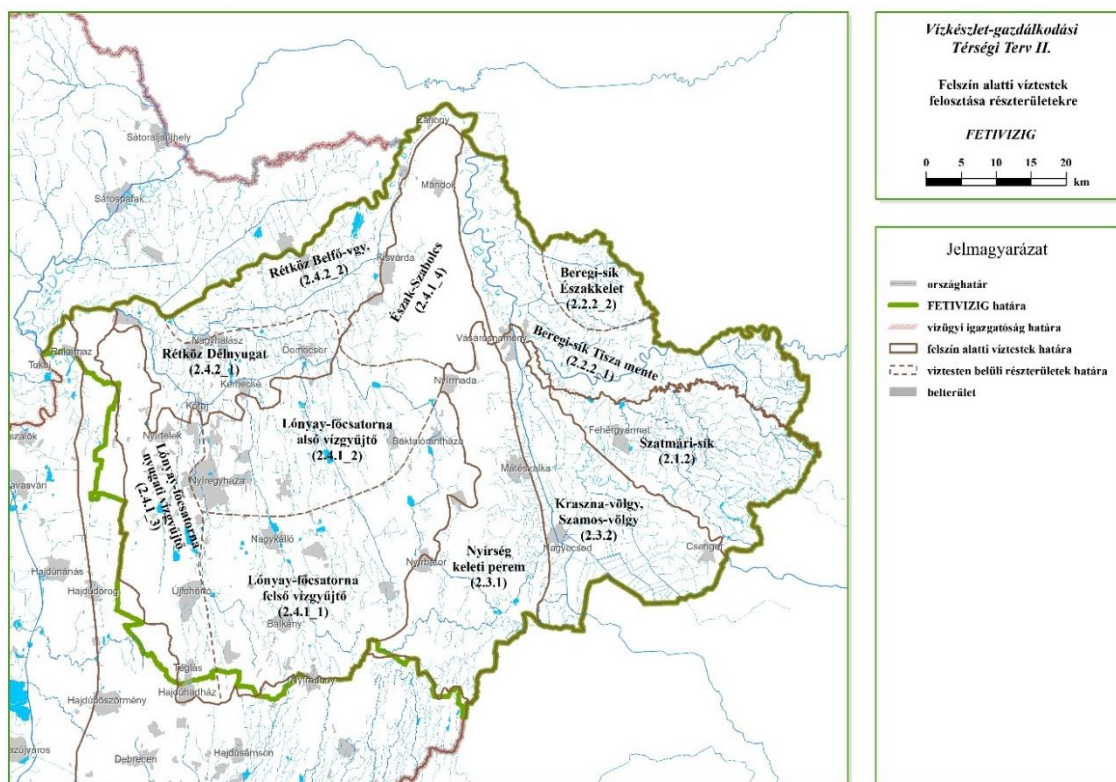 Vízkészlet-gazdálkodási
Térségi Terv II.
Felszín alatti víztestek
felosztása részterületekre
FETIVIZIG
0 5 10 15 20
km
Jelmagyarázat
országhatár
FETIVIZIG határa
vízügyi igazgatóság határa
felszín alatti víztestek határa
víztesten belüli részterületek határa
belterület
Záhony
Sátoraljaújhely
Mándok
Sárospatak
Rétköz Belfő-vgy.
(2.4.2_2)
Kisvárda
Észak-Szabolcs
(2.4.1_4)
Beregi-sík
Északkelet
(2.2.2_2)
Vásárosnamény
Beregi-sík Tisza mente
(2.2.2_1)
Nagyhalász
Demecser
Rétköz Délnyugat
(2.4.2_1)
Tokaj
Rakamaz
Kemecse
Nyírmada
Kótaj
Nyírtelek
szalók
Lónyay-főcsatorna
alsó vízgyűjtő
(2.4.1_2)
Baktalórántháza
Fehérgyarmat
Szatmári-sík
(2.1.2)
Lónyay-főcsatorna
nyugati vízgyűjtő
(2.4.1_3)
Nyíregyháza
Mátészalka
avasvári
Kraszna-völgy,
Szamos-völgy
(2.3.2)
Nagykálló
Nagyecsed
Csenger
Nyírség
keleti perem
(2.3.1)
Nyírbátor
Hajdúnánás
Hajdúdorog
Újfehértó
Lónyay-főcsatorna
felső vízgyűjtő
(2.4.1_1)
Balkány
Téglás
Hajdúhadház
Nyíradony
Hajdúböszörmény
azújváros
Debrecen
Hajdúsámson